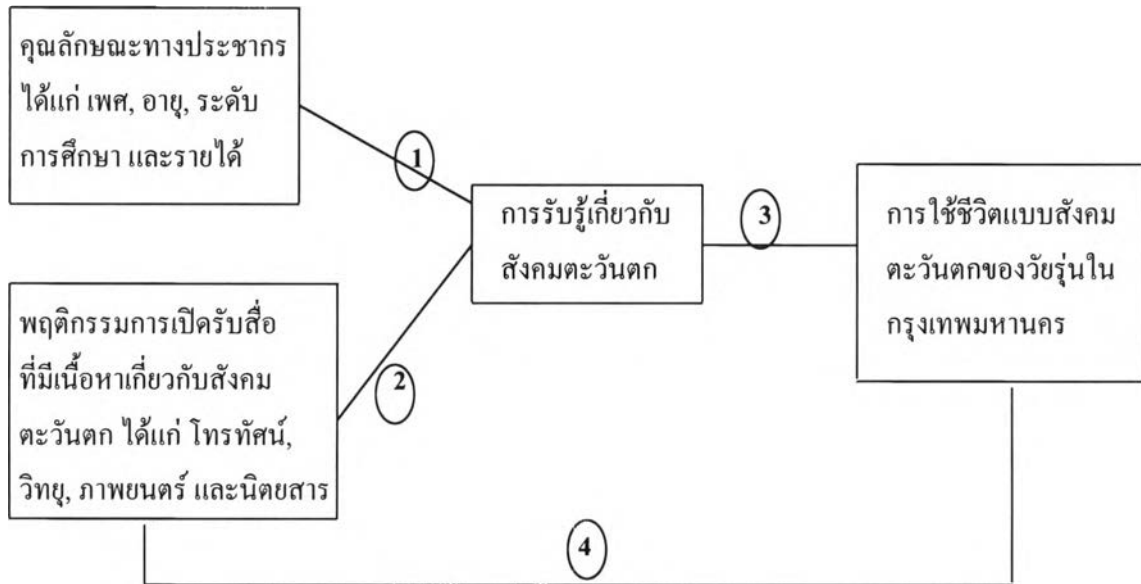 คุณลักษณะทางประชากร
ได้แก่ เพศ, อายุ, ระดับ
การศึกษา และรายได้
1
การรับรู้เกี่ยวกับ
สังคมตะวันตก
3
การใช้ชีวิตแบบสังคม
ตะวันตกของวัยรุ่นใน
กรุงเทพมหานคร
พฤติกรรมการเปิดรับสื่อ
ที่มีเนื้อหาเกี่ยวกับสังคม
ตะวันตก ได้แก่ โทรทัศน์,
วิทยุ, ภาพยนตร์ และนิตยสาร
2
4